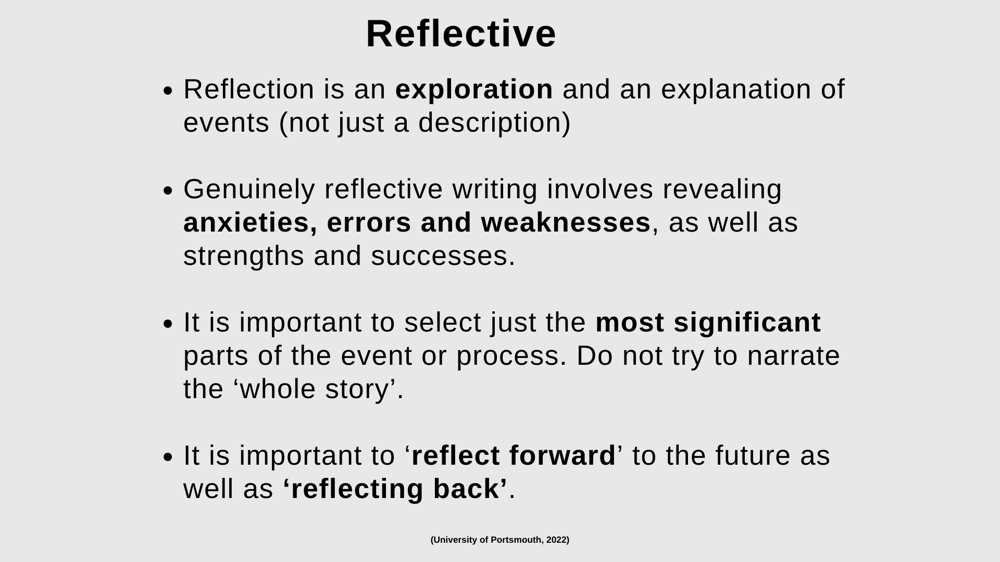 Reflective
• Reflection is an exploration and an explanation of
events (not just a description)
• Genuinely reflective writing involves revealing
anxieties, errors and weaknesses, as well as
strengths and successes.
• It is important to select just the most significant
parts of the event or process. Do not try to narrate
the ‘whole story’.
• It is important to ‘reflect forward’ to the future as
well as ‘reflecting back’.
(University of Portsmouth, 2022)